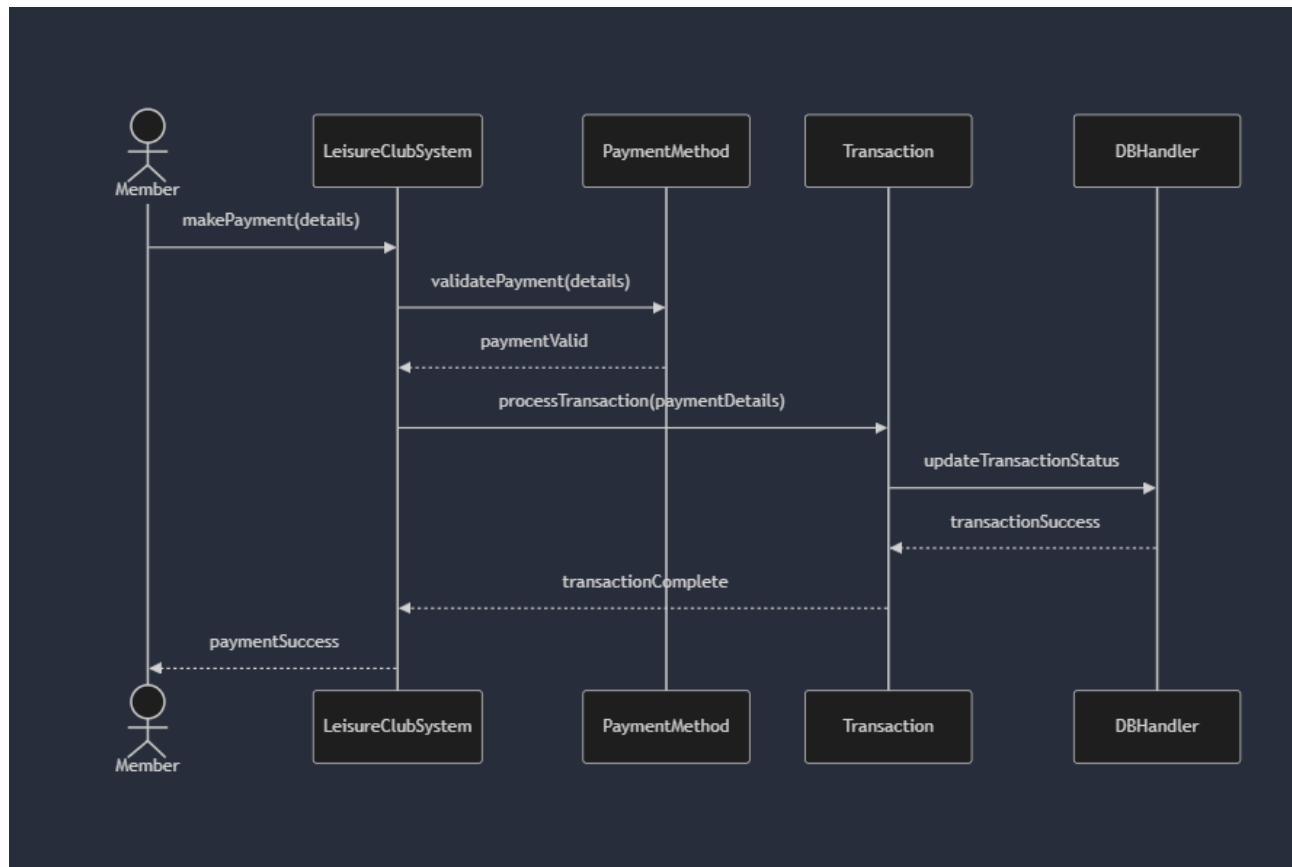 LeisureClubSystem
PaymentMethod
Transaction
DBHandler
Member
makePayment(details)
validatePayment(details)
paymentValid
processTransaction(paymentDetails)
updateTransactionStatus
transactionSuccess
transactionComplete
paymentSuccess
LeisureClubSystem
PaymentMethod
Transaction
DBHandler
Member